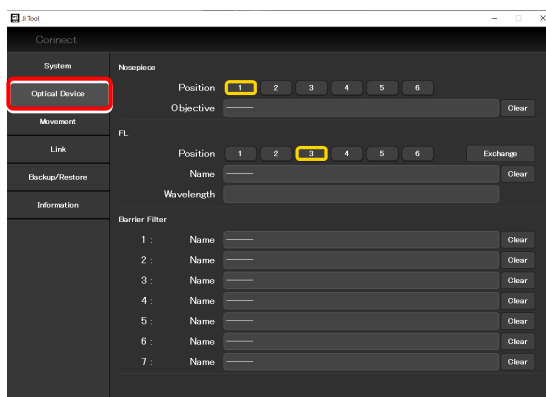 Ji Tool
Connect
System
Optical Device
Movement
Link
Backup/Restore
Information
Nosepiece
Position 1 2 3 4 5 6
Objective ——— Clear
FL
Position 1 2 3 4 5 6 Exchange
Name ——— Clear
Wavelength
Barrier Filter
1 : Name ——— Clear
2 : Name ——— Clear
3 : Name ——— Clear
4 : Name ——— Clear
5 : Name ——— Clear
6 : Name ——— Clear
7 : Name ——— Clear